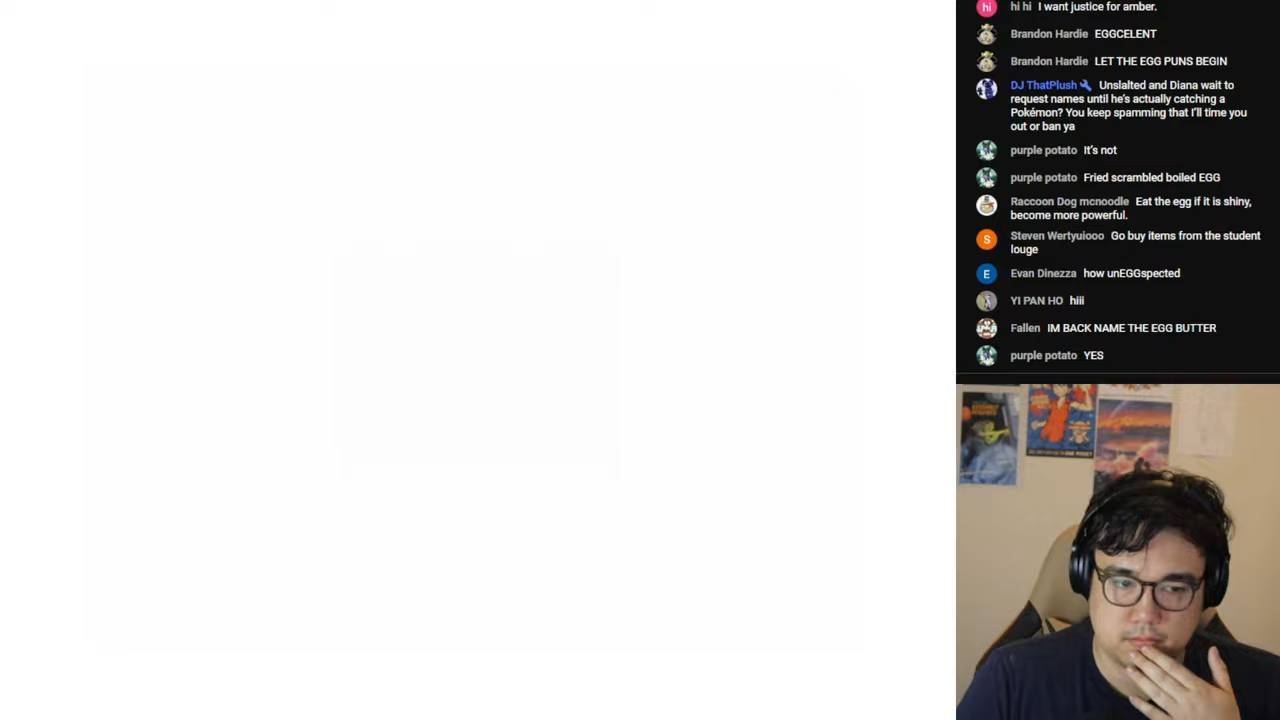 hi hi I want justice for amber.
Brandon Hardie EGGCELENT
Brandon Hardie LET THE EGG PUNS BEGIN
DJ ThatPlush Unslalted and Diana wait to
request names until he's actually catching a
Pokémon? You keep spamming that I'll time you
out or ban ya
purple potato It's not
purple potato Fried scrambled boiled EGG
Raccoon Dog mcnoodle Eat the egg if it is shiny,
become more powerful.
S
Steven Wertyuiooo Go buy items from the student
louge
E
Evan Dinezza how unEGGspected
YI PAN HO hiii
Fallen IM BACK NAME THE EGG BUTTER
purple potato YES